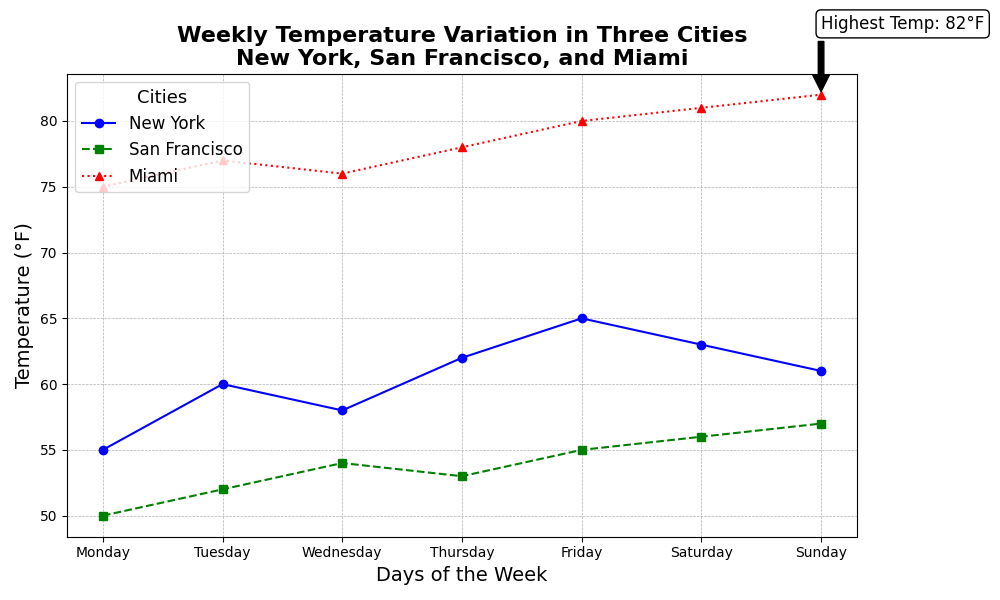 Highest Temp: 82°F
Weekly Temperature Variation in Three Cities
New York, San Francisco, and Miami
Cities
New York
San Francisco
Miami
Temperature (°F)
80
75
70
65
60
55
50
Monday Tuesday Wednesday Thursday Friday Saturday Sunday
Days of the Week